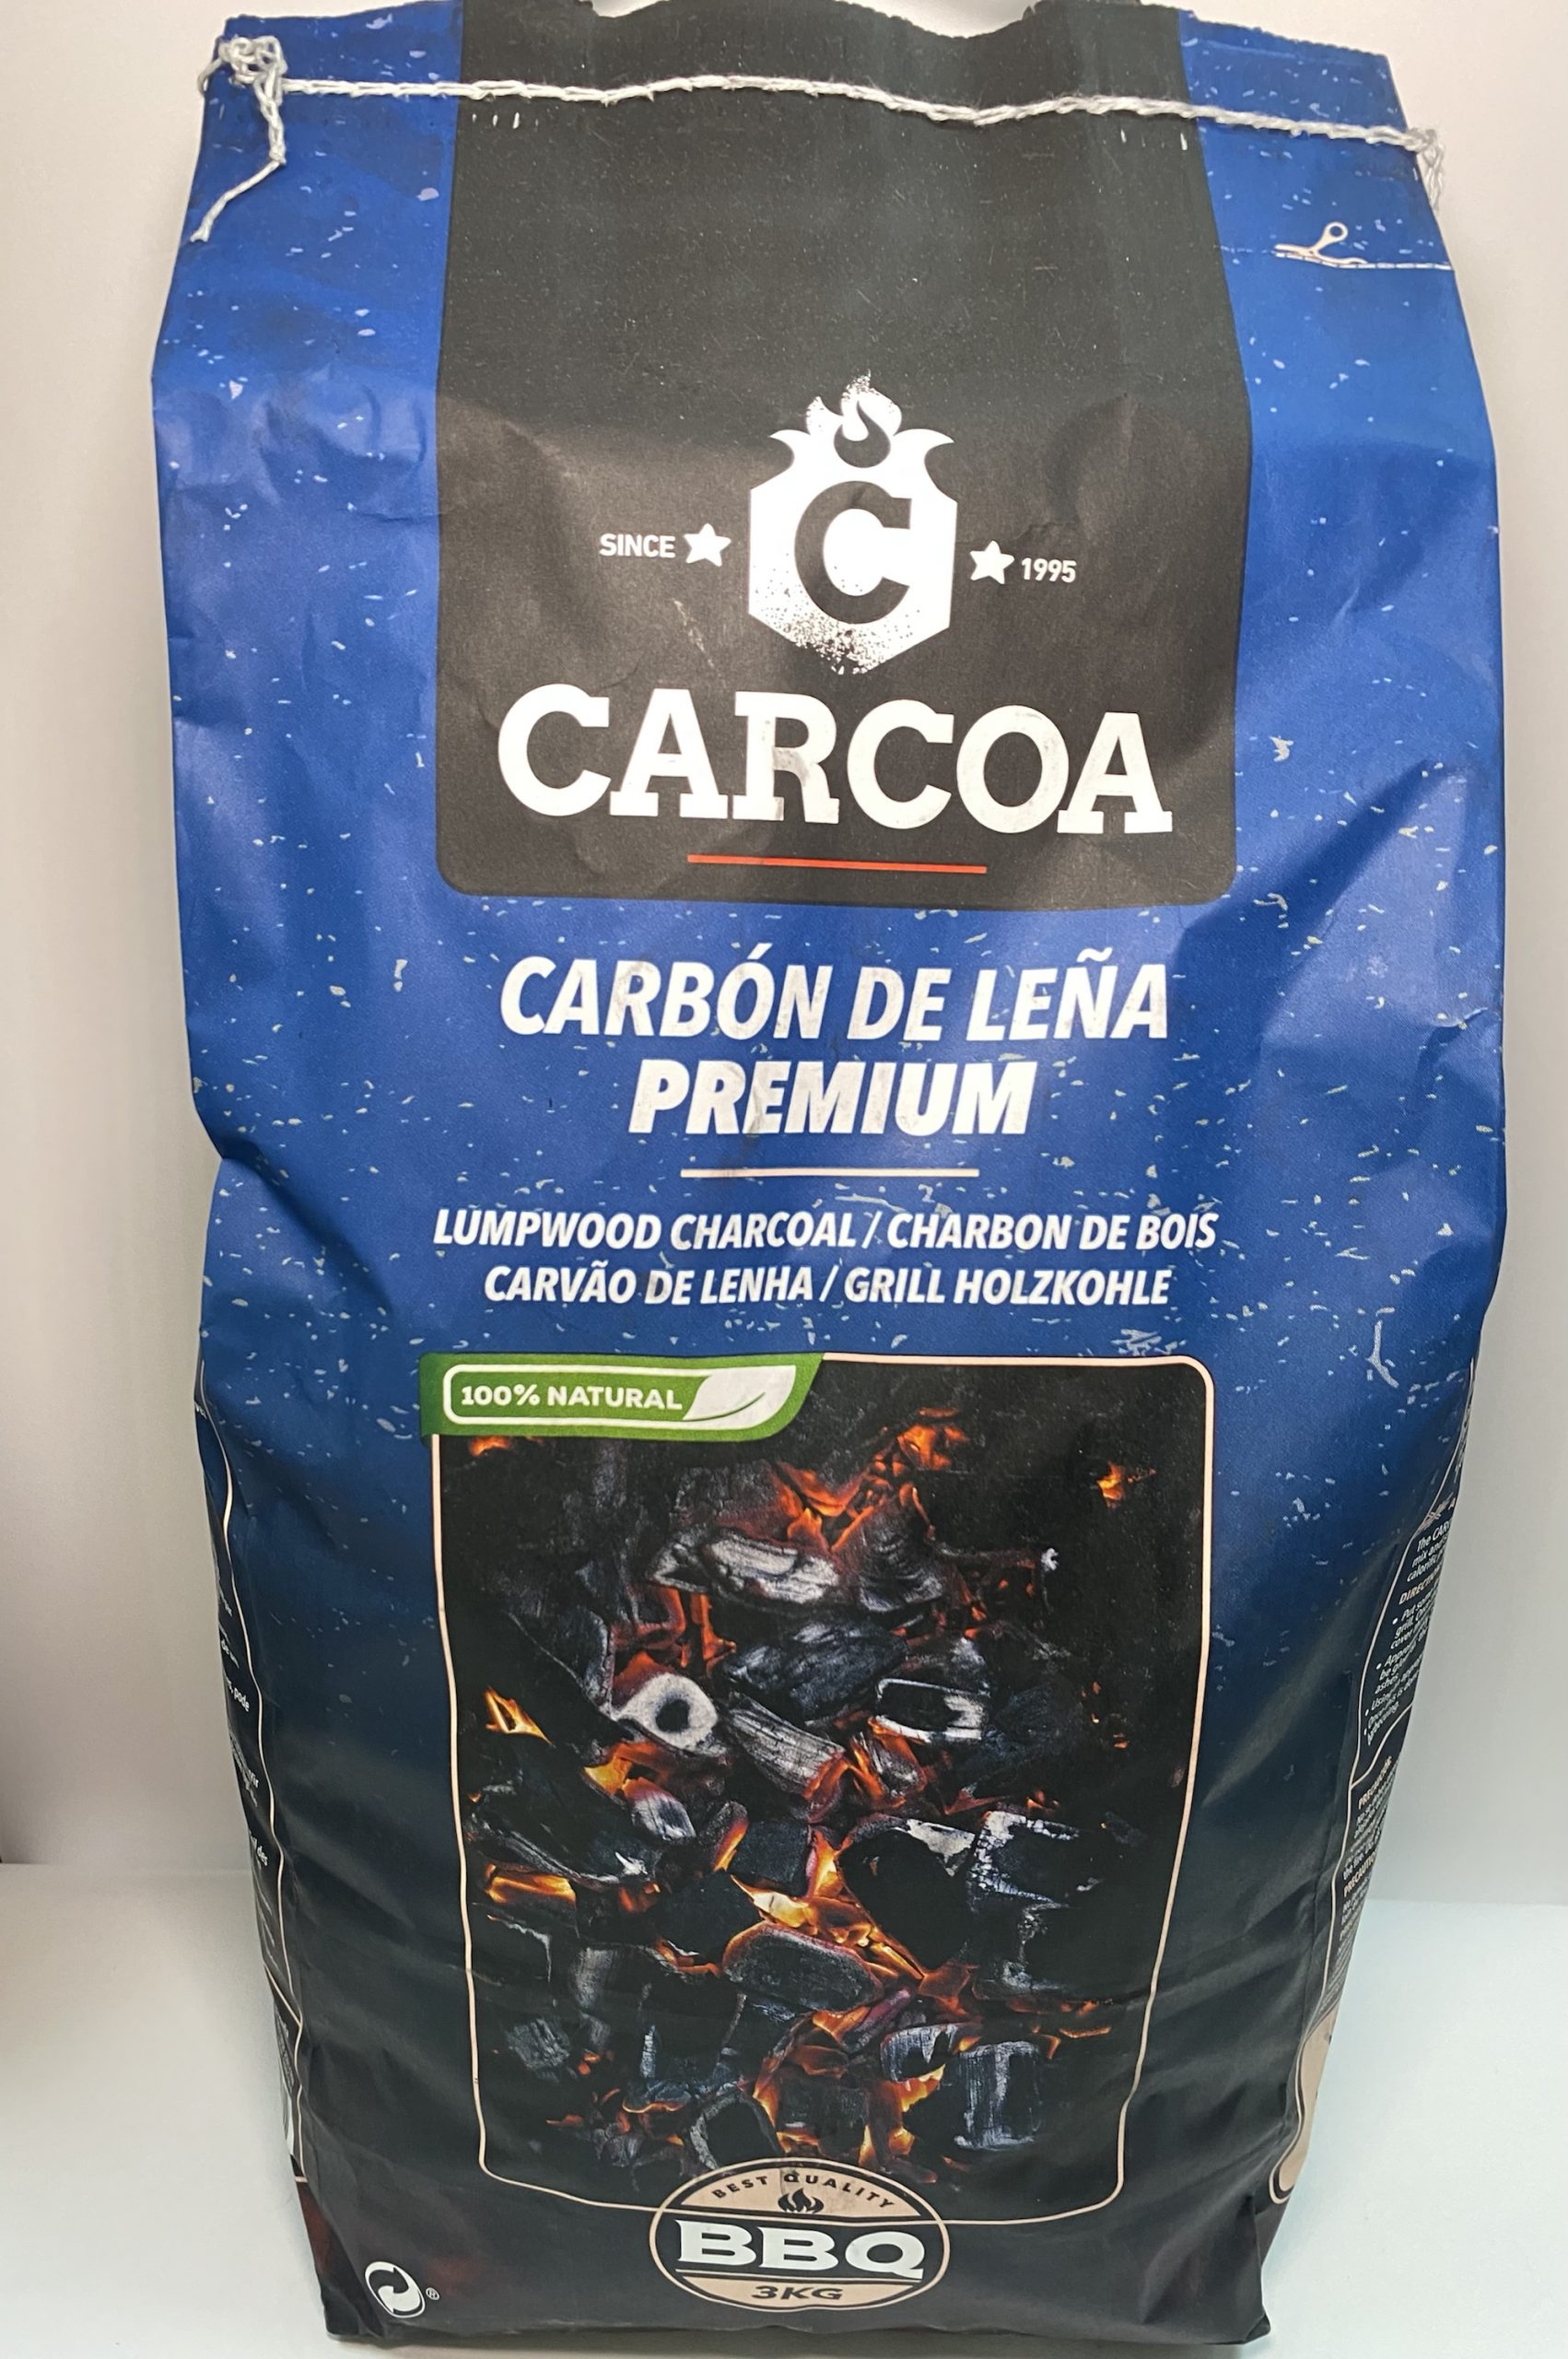 C
SINCE 1995
CARCOA
CARBÓN DE LEÑA
PREMIUM
LUMPWOOD CHARCOAL / CHARBON DE BOIS
CARVÃO DE LENHA / GRILL HOLZKOHLE
100% NATURAL
BEST QUALITY
BBQ
3KG
®